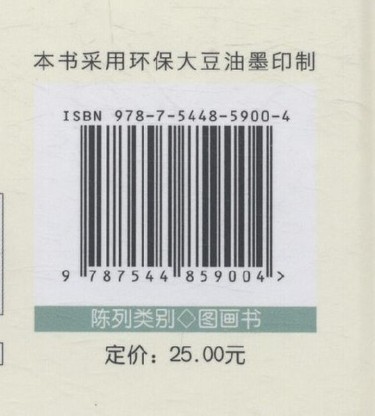 本书采用环保大豆油墨印制
ISBN 978-7-5448-5900-4
9 787544 859004 >
陈列类别◇图画书
定价：25.00元